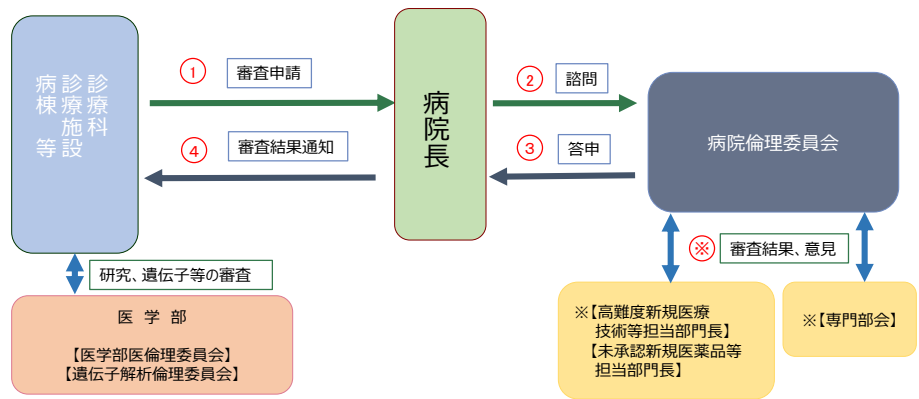 診療科
診療施設
病棟等
① 審査申請
④ 審査結果通知
病院長
② 諮問
③ 答申
病院倫理委員会
研究、遺伝子等の審査
※ 審査結果、意見
医 学 部
【医学部医倫理委員会】
【遺伝子解析倫理委員会】
※【高難度新規医療
技術等担当部門長】
【未承認新規医薬品等
担当部門長】
※【専門部会】